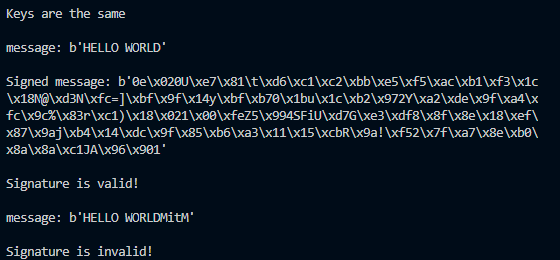 Keys are the same
message: b'HELLO WORLD'
Signed message: b'0e\x020U\xe7\x81\t\xd6\xc1\xc2\xbb\xe5\xf5\xac\xb1\xf3\x1c
\x18N@\xd3N\xfc=]\xbf\x9f\x14y\xbf\xb70\x1bu\x1c\xb2\x972Y\xa2\xde\x9f\xa4\x
fc\x9c%\x83r\xc1)\x18\x021\x00\xfeZ5\x994SFiU\xd7G\xe3\xdf8\x8f\x8e\x18\xef\
x87\x9aj\xb4\x14\xdc\x9f\x85\xb6\xa3\x11\x15\xcbR\x9a!\xf52\x7f\xa7\x8e\xb0\
x8a\x8a\xc1JA\x96\x901'
Signature is valid!
message: b'HELLO WORLDMitM'
Signature is invalid!